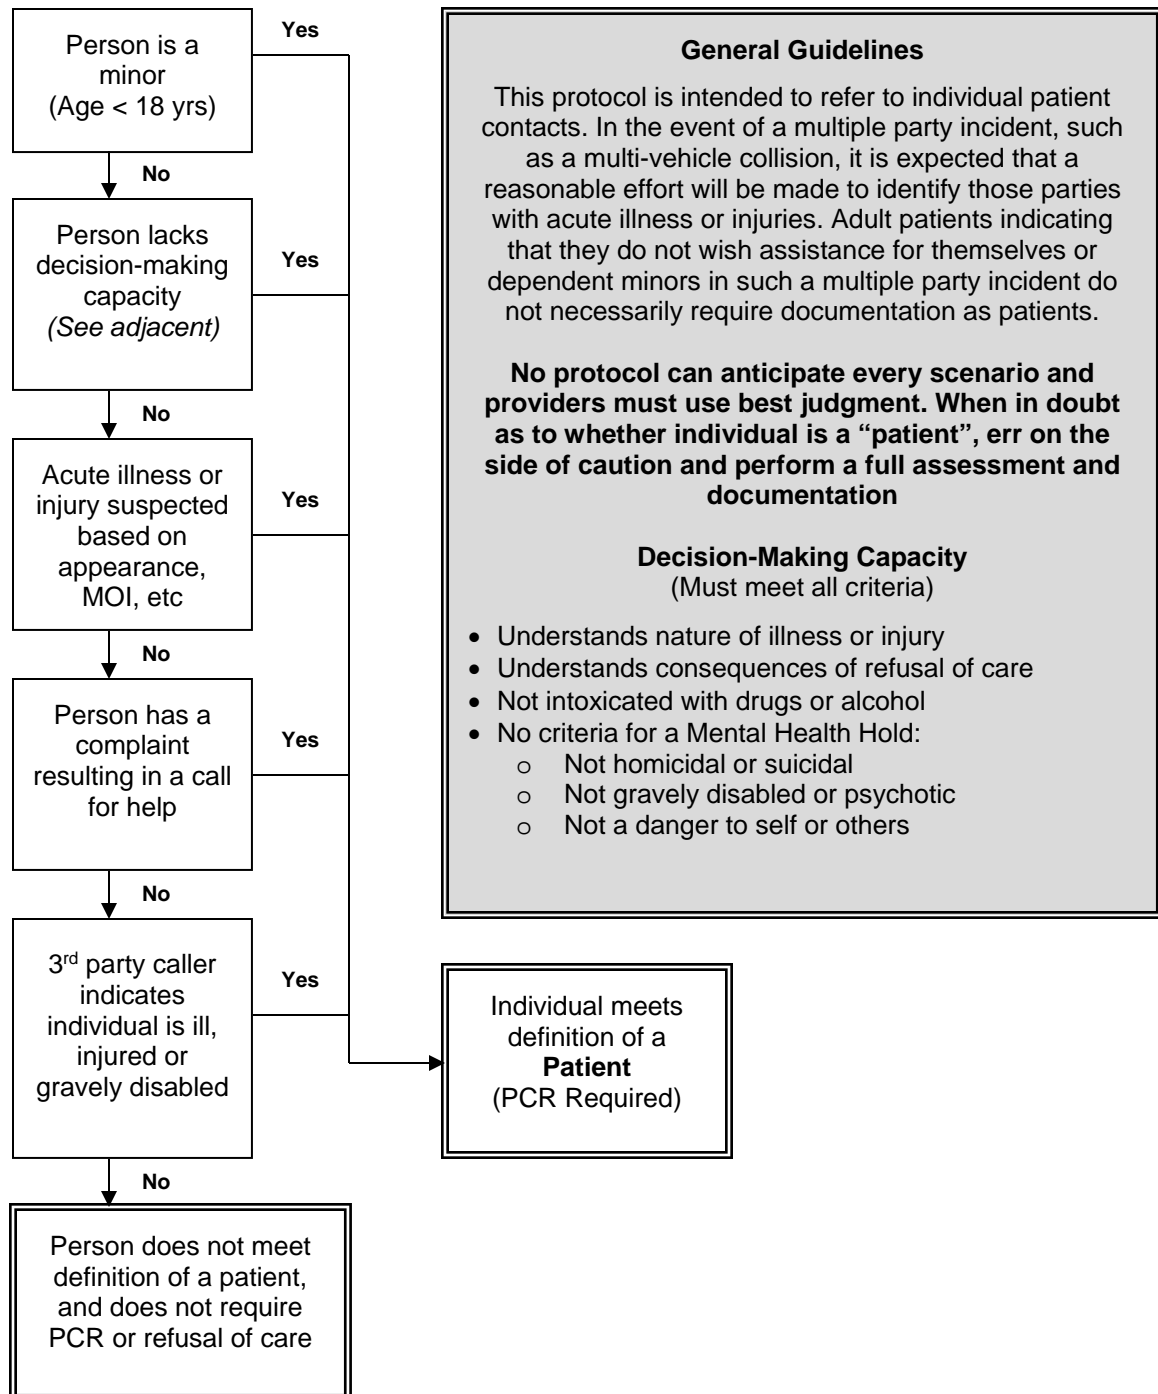 Person is a
minor
(Age < 18 yrs)
Yes
No
Person lacks
decision-making
capacity
(See adjacent)
Yes
No
Acute illness or
injury suspected
based on
appearance,
MOI, etc
Yes
No
Person has a
complaint
resulting in a call
for help
Yes
No
3rd party caller
indicates
individual is ill,
injured or
gravely disabled
Yes
No
Person does not meet
definition of a patient,
and does not require
PCR or refusal of care
General Guidelines
This protocol is intended to refer to individual patient
contacts. In the event of a multiple party incident, such
as a multi-vehicle collision, it is expected that a
reasonable effort will be made to identify those parties
with acute illness or injuries. Adult patients indicating
that they do not wish assistance for themselves or
dependent minors in such a multiple party incident do
not necessarily require documentation as patients.
No protocol can anticipate every scenario and
providers must use best judgment. When in doubt
as to whether individual is a “patient”, err on the
side of caution and perform a full assessment and
documentation
Decision-Making Capacity
(Must meet all criteria)
• Understands nature of illness or injury
• Understands consequences of refusal of care
• Not intoxicated with drugs or alcohol
• No criteria for a Mental Health Hold:
o Not homicidal or suicidal
o Not gravely disabled or psychotic
o Not a danger to self or others
Individual meets
definition of a
Patient
(PCR Required)